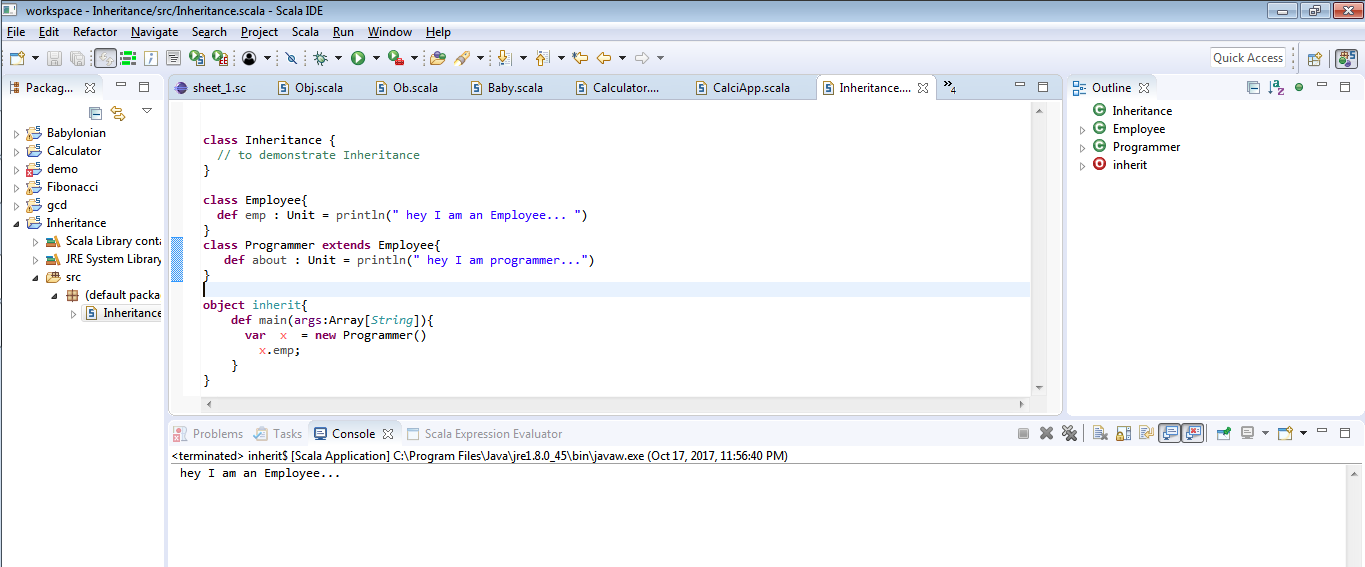 workspace - Inheritance/src/Inheritance.scala - Scala IDE
File Edit Refactor Navigate Search Project Scala Run Window Help
Quick Access
Packag...
Babylonian
Calculator
demo
Fibonacci
gcd
Inheritance
Scala Library conta
JRE System Library
src
(default packa
Inheritance
sheet_1.sc Obj.scala Ob.scala Baby.scala Calculator.... CalciApp.scala Inheritance.... »4
class Inheritance {
// to demonstrate Inheritance
}
class Employee{
def emp : Unit = println(" hey I am an Employee... ")
}
class Programmer extends Employee{
def about : Unit = println(" hey I am programmer...")
}
object inherit{
def main(args:Array[String]){
var  x  = new Programmer()
x.emp;
}
}
Outline
Inheritance
Employee
Programmer
inherit
Problems Tasks Console Scala Expression Evaluator
<terminated> inherit$ [Scala Application] C:\Program Files\Java\jre1.8.0_45\bin\javaw.exe (Oct 17, 2017, 11:56:40 PM)
hey I am an Employee...